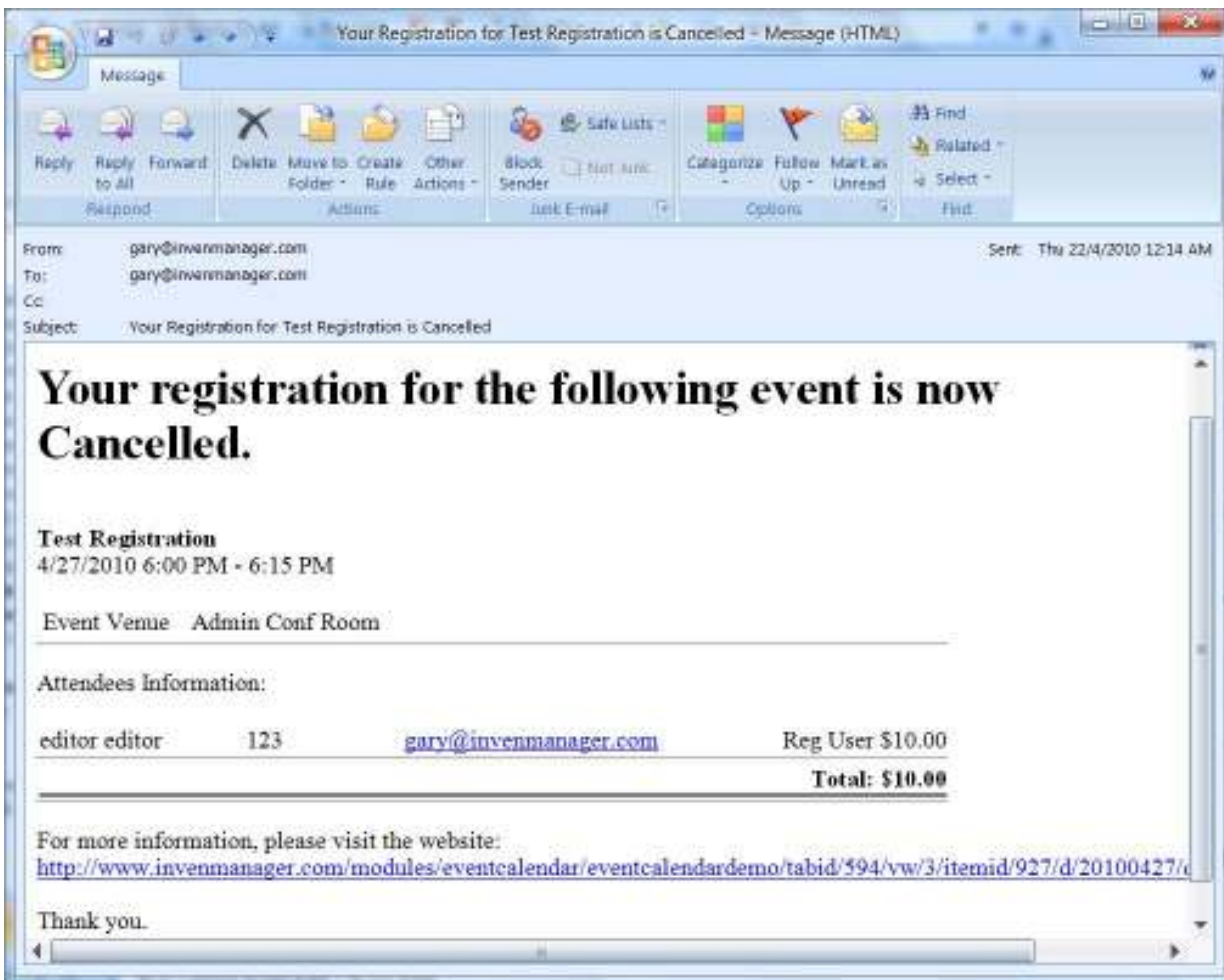 Your Registration for Test Registration is Cancelled - Message (HTML)
Message
Reply
Reply to All
Forward
Delete
Move to Folder
Create Rule
Other Actions
Block Sender
Safe Lists
Not Junk
Categorize
Follow Up
Mark as Unread
Find
Related
Select
Respond
Actions
Junk E-mail
Options
Find
From: gary@invenmanager.com
Sent: Thu 22/4/2010 12:14 AM
To: gary@invenmanager.com
Cc:
Subject: Your Registration for Test Registration is Cancelled
Your registration for the following event is now
Cancelled.
Test Registration
4/27/2010 6:00 PM - 6:15 PM
Event Venue Admin Conf Room
Attendees Information:
editor editor 123 gary@invenmanager.com Reg User $10.00
Total: $10.00
For more information, please visit the website:
http://www.invenmanager.com/modules/eventcalendar/eventcalendardemo/tabid/594/vw/3/itemid/927/d/20100427/
Thank you.